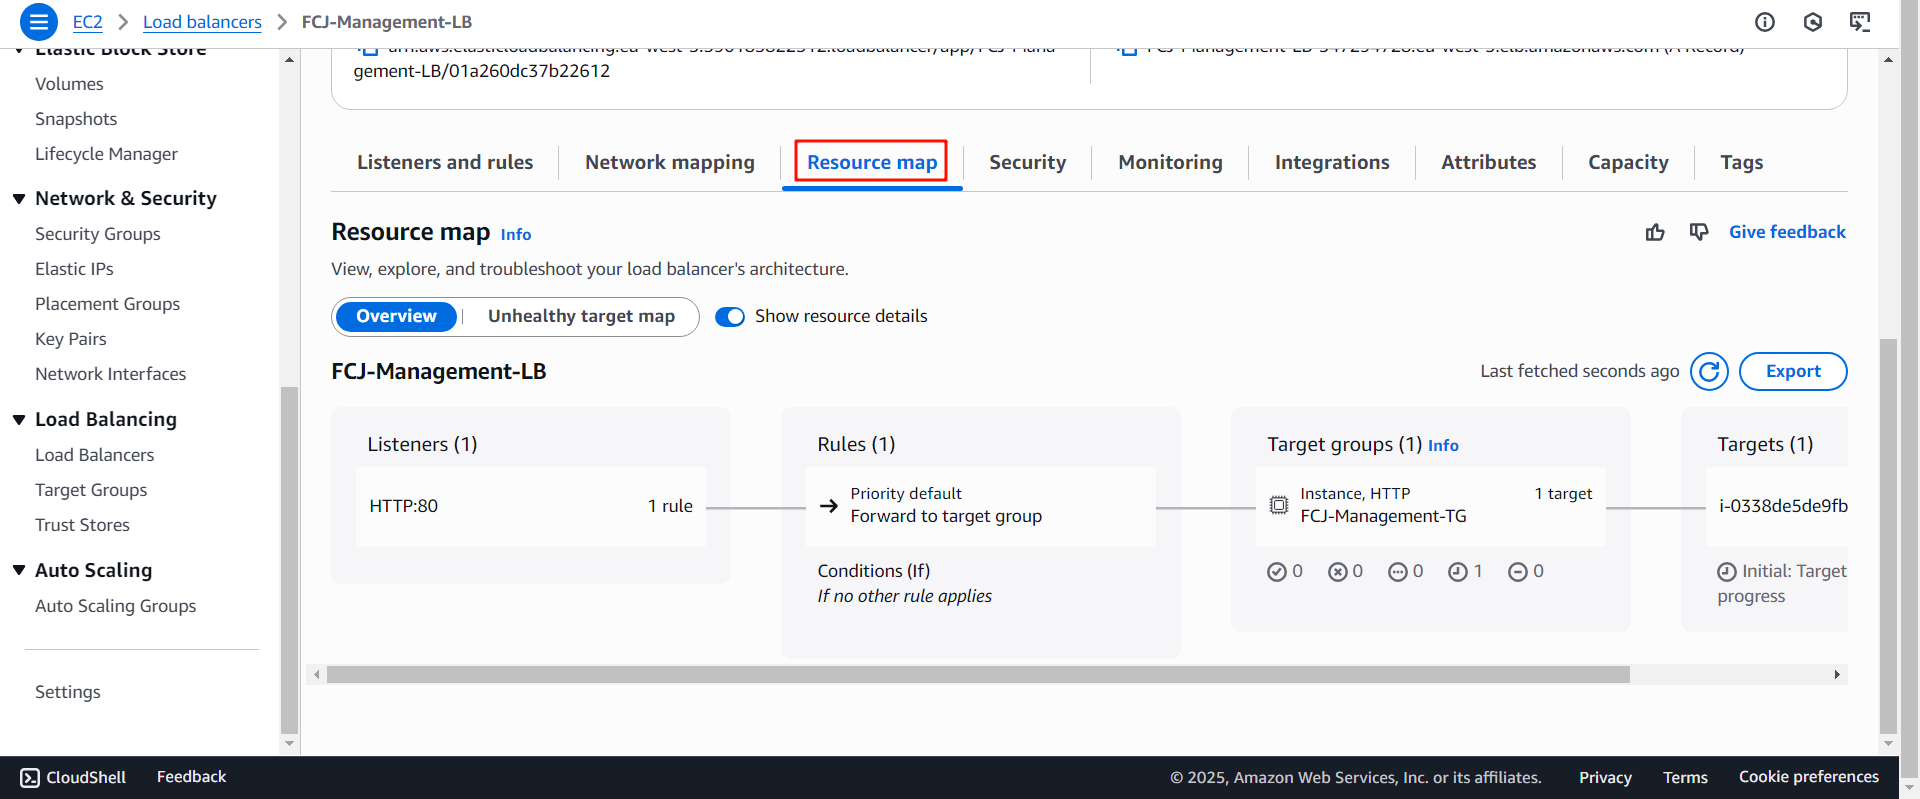 EC2
Load balancers
FCJ-Management-LB
Elastic Block Store
Volumes
Snapshots
Lifecycle Manager
Network & Security
Security Groups
Elastic IPs
Placement Groups
Key Pairs
Network Interfaces
Load Balancing
Load Balancers
Target Groups
Trust Stores
Auto Scaling
Auto Scaling Groups
Settings
gement-LB/01a260dc37b22612
Listeners and rules
Network mapping
Resource map
Security
Monitoring
Integrations
Attributes
Capacity
Tags
Resource map Info
Give feedback
View, explore, and troubleshoot your load balancer's architecture.
Overview
Unhealthy target map
Show resource details
FCJ-Management-LB
Last fetched seconds ago
Export
Listeners (1)
HTTP:80
1 rule
Rules (1)
Priority default
Forward to target group
Conditions (If)
If no other rule applies
Target groups (1) Info
Instance, HTTP
1 target
FCJ-Management-TG
0 0 0 1 0
Targets (1)
i-0338de5de9fb
Initial: Target
progress
CloudShell
Feedback
© 2025, Amazon Web Services, Inc. or its affiliates.
Privacy
Terms
Cookie preferences